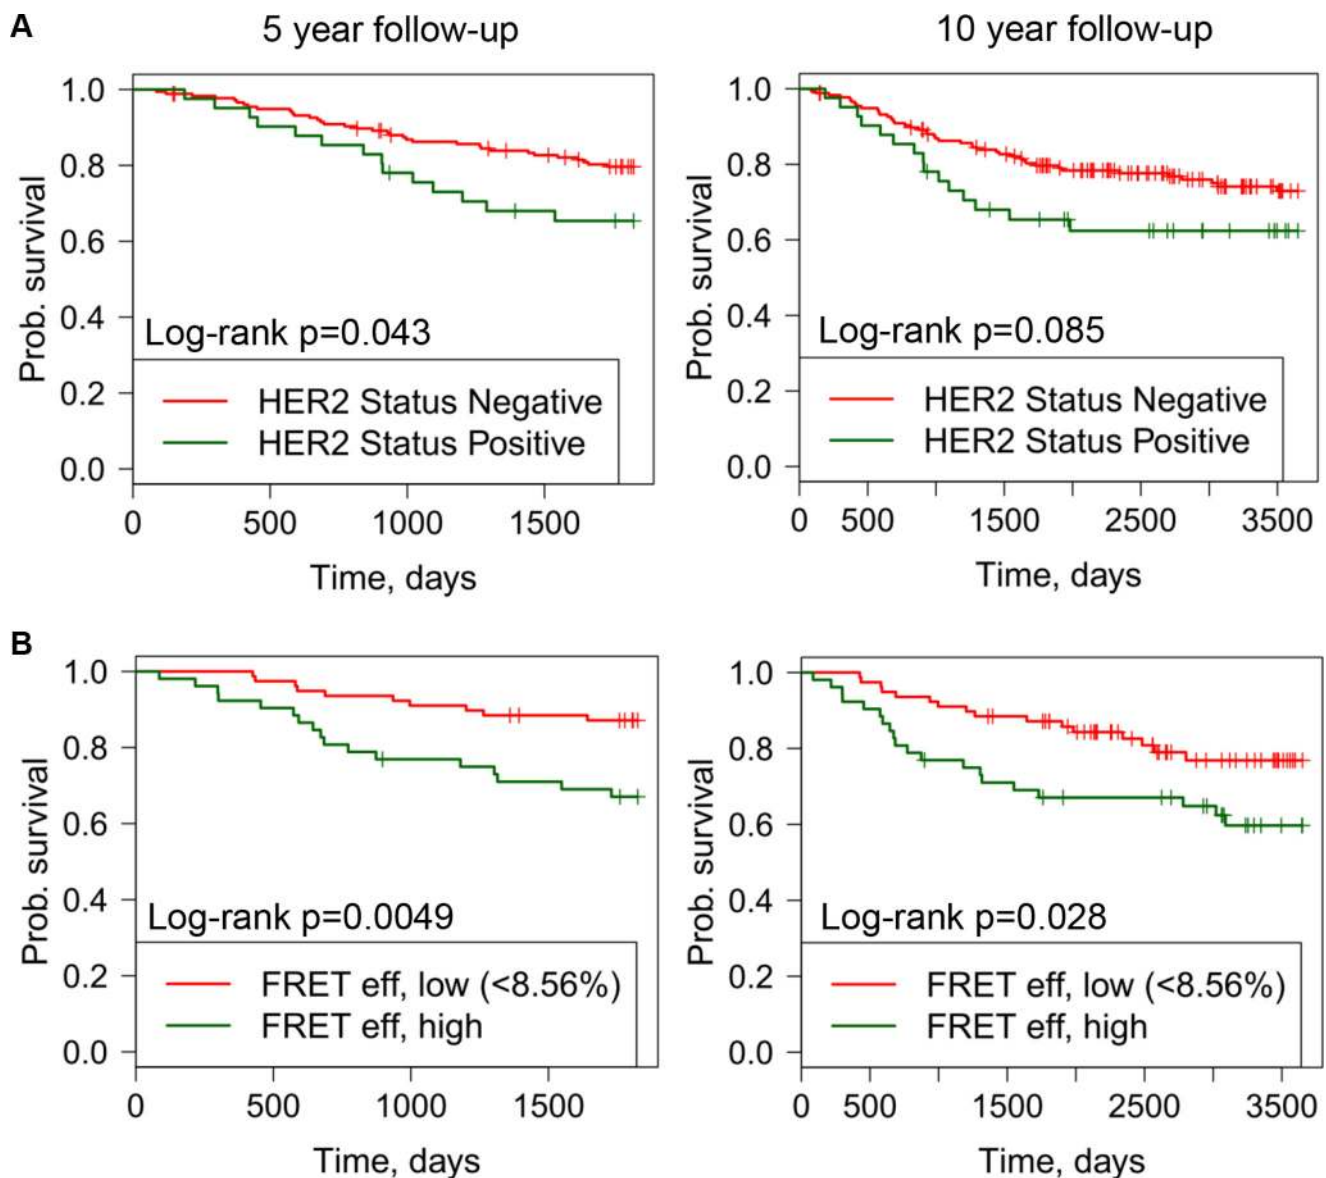 A
5 year follow-up
10 year follow-up
Prob. survival
1.0
0.8
0.6
0.4
0.2
0.0
Log-rank p=0.043
HER2 Status Negative
HER2 Status Positive
0 500 1000 1500
Time, days
Prob. survival
1.0
0.8
0.6
0.4
0.2
0.0
Log-rank p=0.085
HER2 Status Negative
HER2 Status Positive
0 500 1500 2500 3500
Time, days
B
Prob. survival
1.0
0.8
0.6
0.4
0.2
0.0
Log-rank p=0.0049
FRET eff, low (<8.56%)
FRET eff, high
0 500 1000 1500
Time, days
Prob. survival
1.0
0.8
0.6
0.4
0.2
0.0
Log-rank p=0.028
FRET eff, low (<8.56%)
FRET eff, high
0 500 1500 2500 3500
Time, days